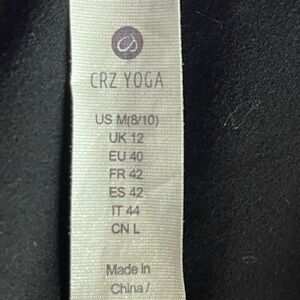 CRZ YOGA
US M(8/10)
UK 12
EU 40
FR 42
ES 42
IT 44
CN L
Made in
China /